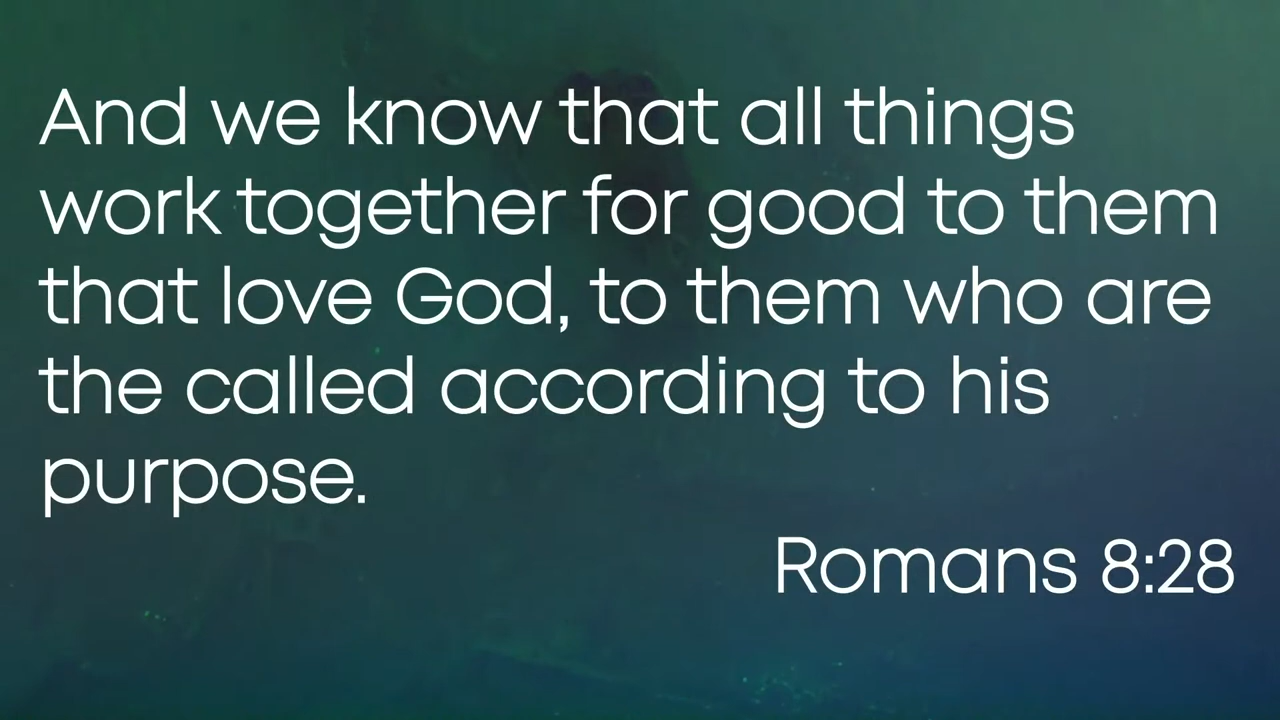 And we know that all things
work together for good to them
that love God, to them who are
the called according to his
purpose.
Romans 8:28